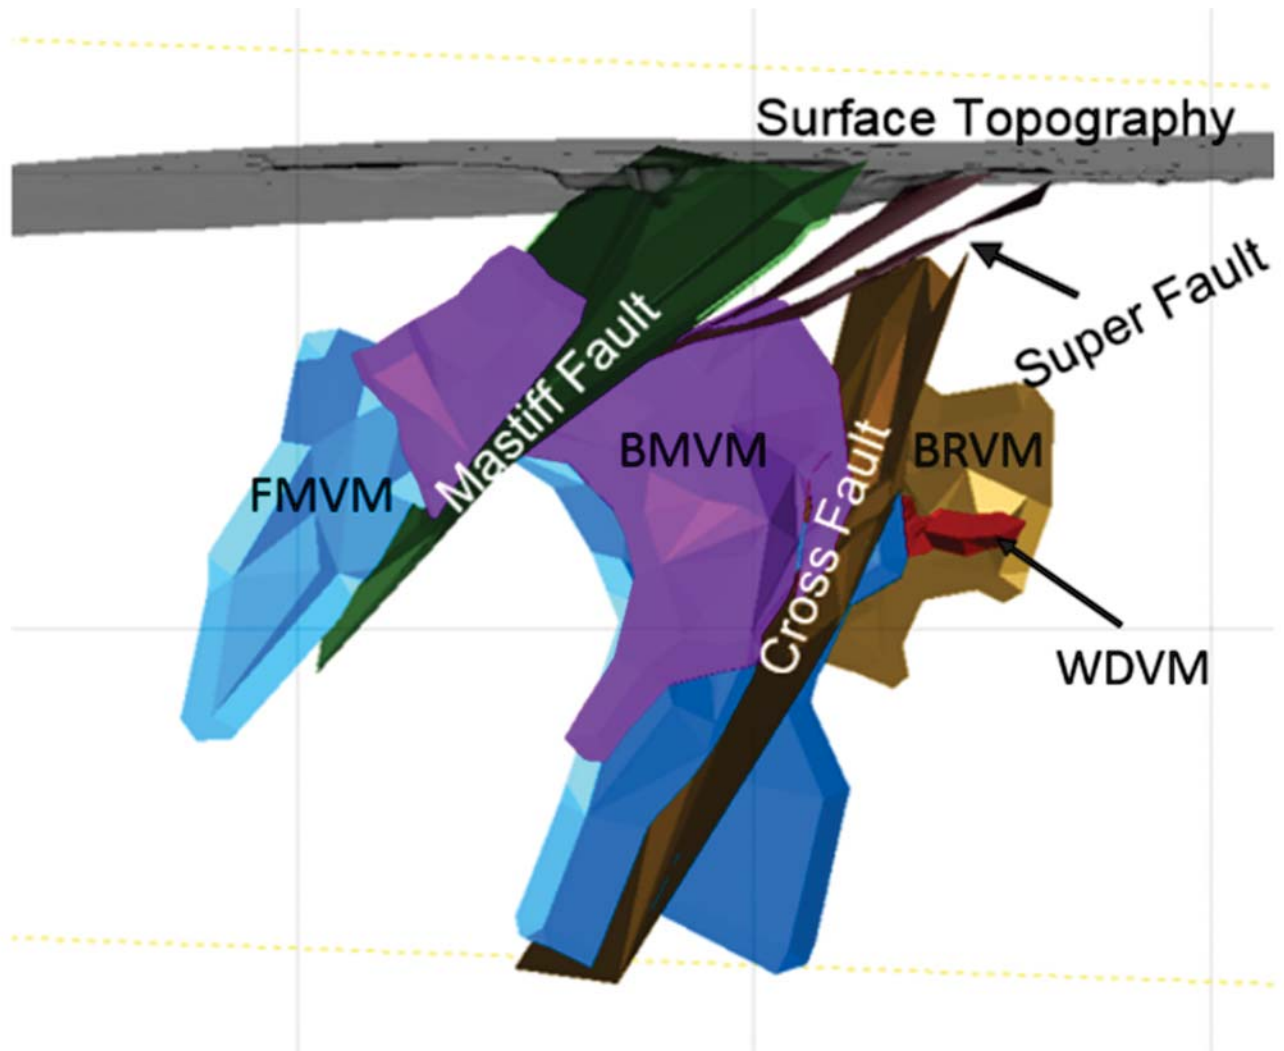 Surface Topography
Super Fault
Mastiff Fault
BMVM
BRVM
FMVM
Cross Fault
WDVM